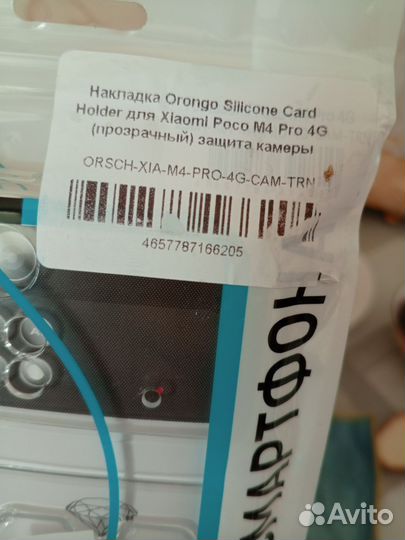 Накладка Orongo Silicone Card
Holder для Xiaomi Poco M4 Pro 4G
(прозрачный) защита камеры
ORSCH-XIA-M4-PRO-4G-CAM-TRN
4657787166205
СМАРТФОН
Avito